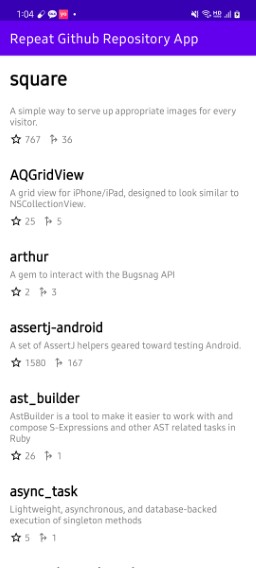 1:04
Repeat Github Repository App
square
A simple way to serve up appropriate images for every
visitor.
767 36
AQGridView
A grid view for iPhone/iPad, designed to look similar to
NSCollectionView.
25 5
arthur
A gem to interact with the Bugsnag API
2 3
assertj-android
A set of AssertJ helpers geared toward testing Android.
1580 167
ast_builder
AstBuilder is a tool to make it easier to work with and
compose S-Expressions and other AST related tasks in
Ruby
26 1
async_task
Lightweight, asynchronous, and database-backed
execution of singleton methods
5 1